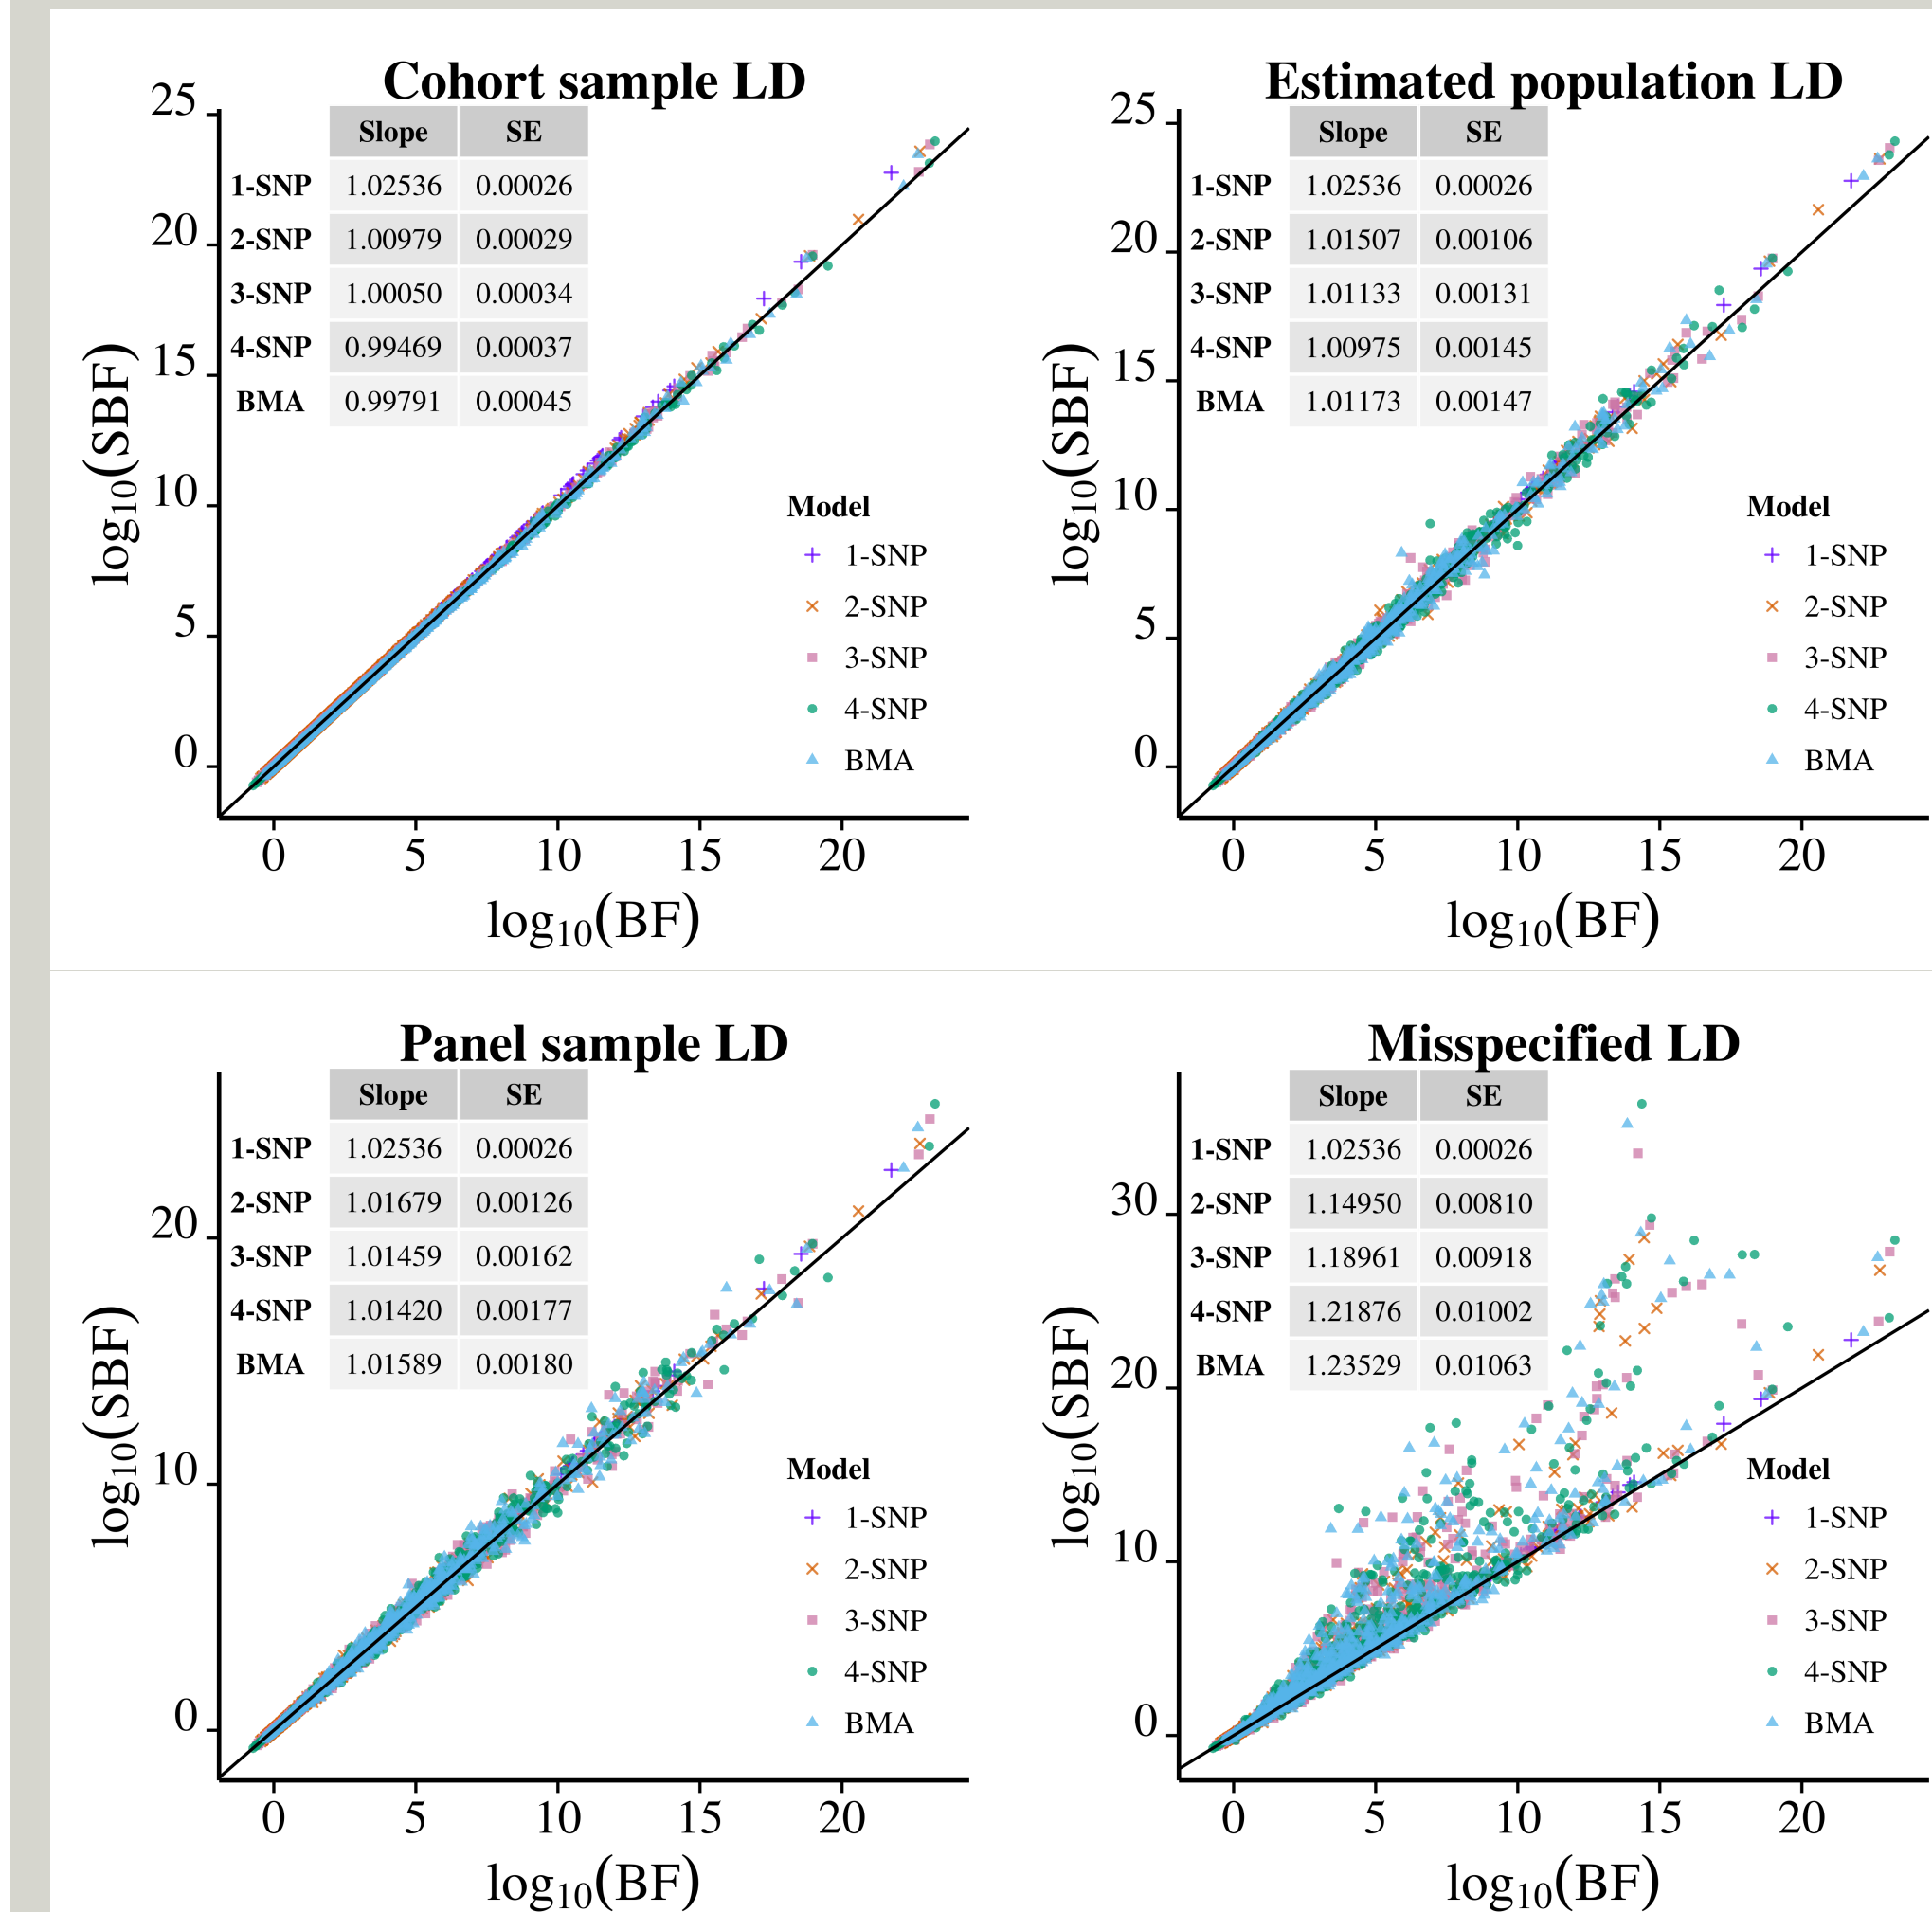 Cohort sample LD
Slope SE
1-SNP 1.02536 0.00026
2-SNP 1.00979 0.00029
3-SNP 1.00050 0.00034
4-SNP 0.99469 0.00037
BMA 0.99791 0.00045
25
20
15
10
5
0
log10(SBF)
Model
1-SNP
2-SNP
3-SNP
4-SNP
BMA
0 5 10 15 20
log10(BF)
Estimated population LD
Slope SE
1-SNP 1.02536 0.00026
2-SNP 1.01507 0.00106
3-SNP 1.01133 0.00131
4-SNP 1.00975 0.00145
BMA 1.01173 0.00147
25
20
15
10
5
0
log10(SBF)
Model
1-SNP
2-SNP
3-SNP
4-SNP
BMA
0 5 10 15 20
log10(BF)
Panel sample LD
Slope SE
1-SNP 1.02536 0.00026
2-SNP 1.01679 0.00126
3-SNP 1.01459 0.00162
4-SNP 1.01420 0.00177
BMA 1.01589 0.00180
20
10
0
log10(SBF)
Model
1-SNP
2-SNP
3-SNP
4-SNP
BMA
0 5 10 15 20
log10(BF)
Misspecified LD
Slope SE
1-SNP 1.02536 0.00026
2-SNP 1.14950 0.00810
3-SNP 1.18961 0.00918
4-SNP 1.21876 0.01002
BMA 1.23529 0.01063
30
20
10
0
log10(SBF)
Model
1-SNP
2-SNP
3-SNP
4-SNP
BMA
0 5 10 15 20
log10(BF)